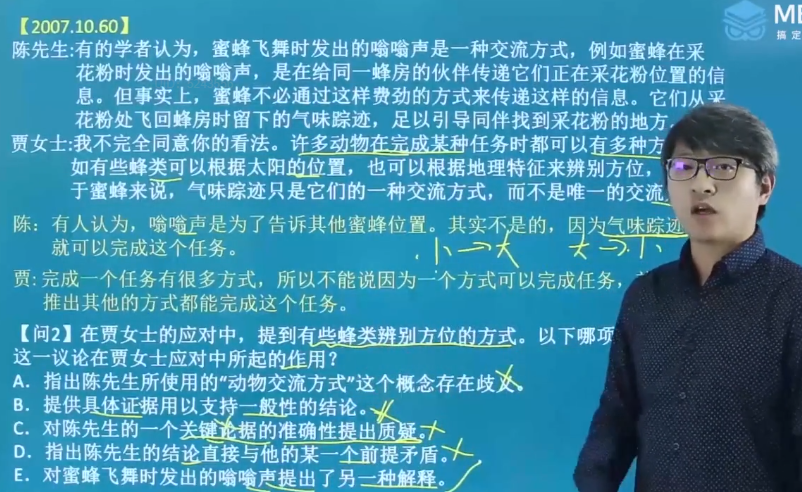 【2007.10.60】
ME
搞定
陈先生:有的学者认为，蜜蜂飞舞时发出的嗡嗡声是一种交流方式，例如蜜蜂在采
花粉时发出的嗡嗡声，是在给同一蜂房的伙伴传递它们正在采花粉位置的信
息。但事实上，蜜蜂不必通过这样费劲的方式来传递这样的信息。它们从采
花粉处飞回蜂房时留下的气味踪迹，足以引导同伴找到采花粉的地方。
贾女士:我不完全同意你的看法。许多动物在完成某种任务时都可以有多种方
如有些蜂类可以根据太阳的位置，也可以根据地理特征来辨别方位，
于蜜蜂来说，气味踪迹只是它们的一种交流方式，而不是唯一的交流
陈：有人认为，嗡嗡声是为了告诉其他蜜蜂位置。其实不是的，因为气味踪迹
就可以完成这个任务。
小→大 大→小
贾: 完成一个任务有很多方式，所以不能说因为一个方式可以完成任务，
推出其他的方式都能完成这个任务。
【问2】在贾女士的应对中，提到有些蜂类辨别方位的方式。以下哪项
这一议论在贾女士应对中所起的作用？
A. 指出陈先生所使用的“动物交流方式”这个概念存在歧义。
B. 提供具体证据用以支持一般性的结论。
C. 对陈先生的一个关键论据的准确性提出质疑。
D. 指出陈先生的结论直接与他的某一个前提矛盾。
E. 对蜜蜂飞舞时发出的嗡嗡声提出了另一种解释。